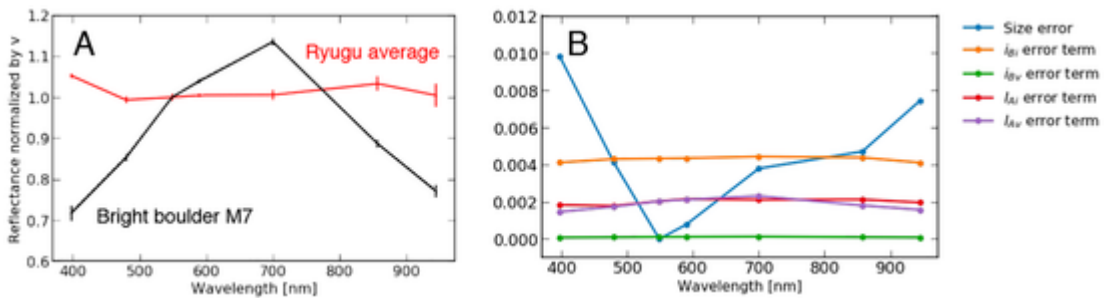 A
Reflectance normalized by v
1.2
1.1
1.0
0.9
0.8
0.7
0.6
Ryugu average
Bright boulder M7
400 500 600 700 800 900
Wavelength [nm]
B
0.012
0.010
0.008
0.006
0.004
0.002
0.000
400 500 600 700 800 900
Wavelength [nm]
Size error
i_Bi error term
i_Bv error term
I_Ai error term
I_Av error term